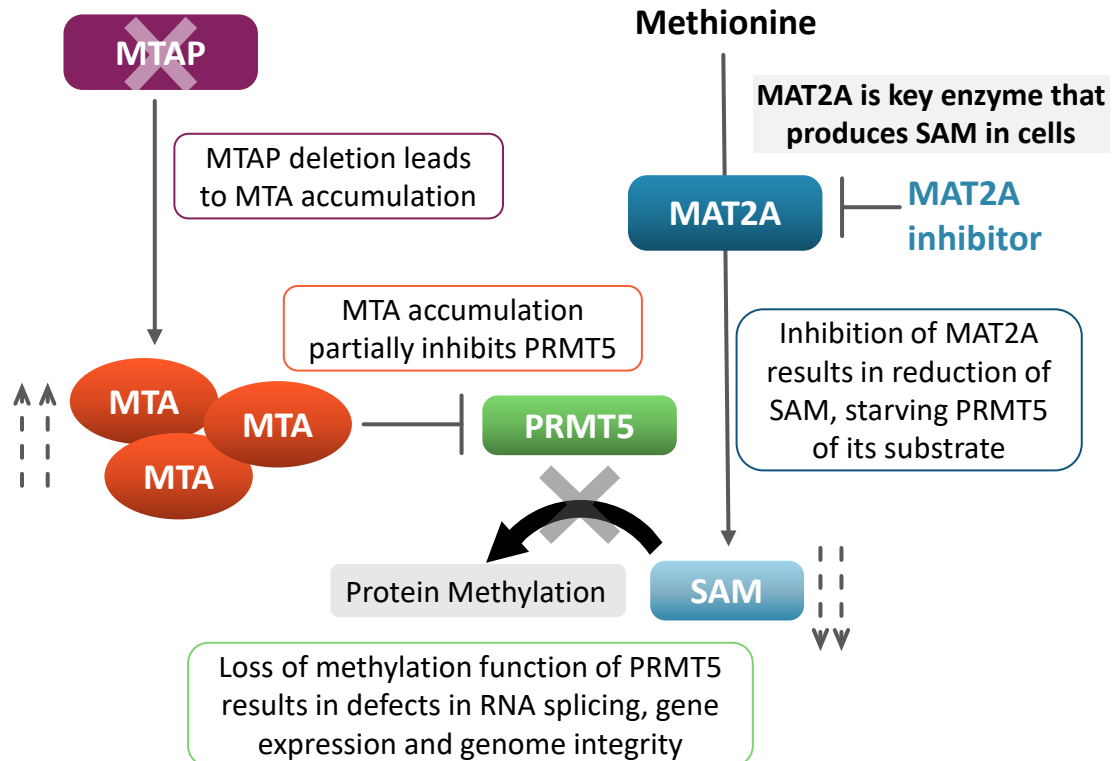 MTAP
Methionine
MAT2A is key enzyme that
produces SAM in cells
MTAP deletion leads
to MTA accumulation
MAT2A
MAT2A
inhibitor
MTA accumulation
partially inhibits PRMT5
Inhibition of MAT2A
results in reduction of
SAM, starving PRMT5
of its substrate
MTA
MTA
MTA
PRMT5
Protein Methylation
SAM
Loss of methylation function of PRMT5
results in defects in RNA splicing, gene
expression and genome integrity